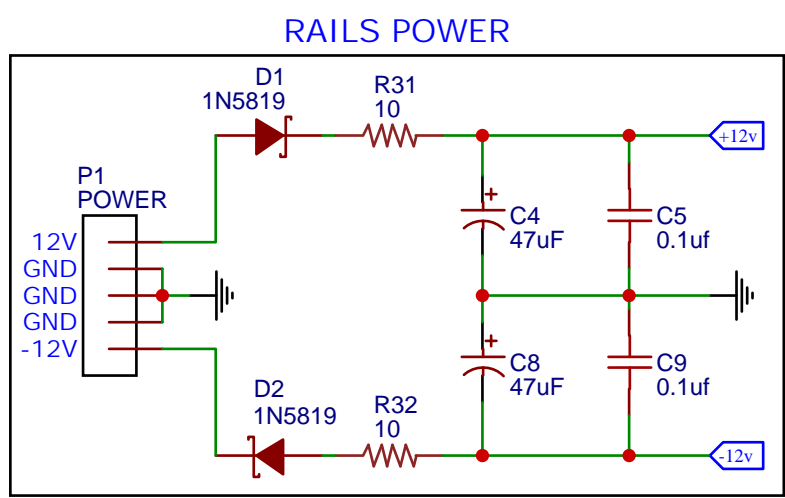 RAILS POWER
D1
1N5819
R31
10
+12v
P1
POWER
12V
GND
GND
GND
-12V
+
C4
47uF
C5
0.1uf
+
C8
47uF
C9
0.1uf
D2
1N5819
R32
10
-12v